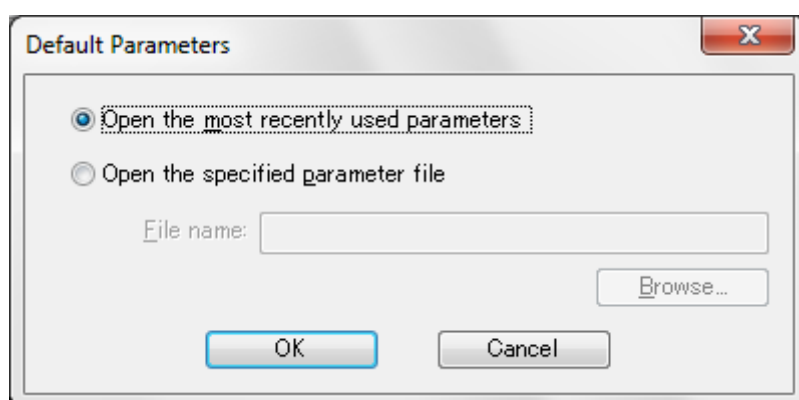 Default Parameters
Open the most recently used parameters
Open the specified parameter file
File name:
Browse...
OK Cancel